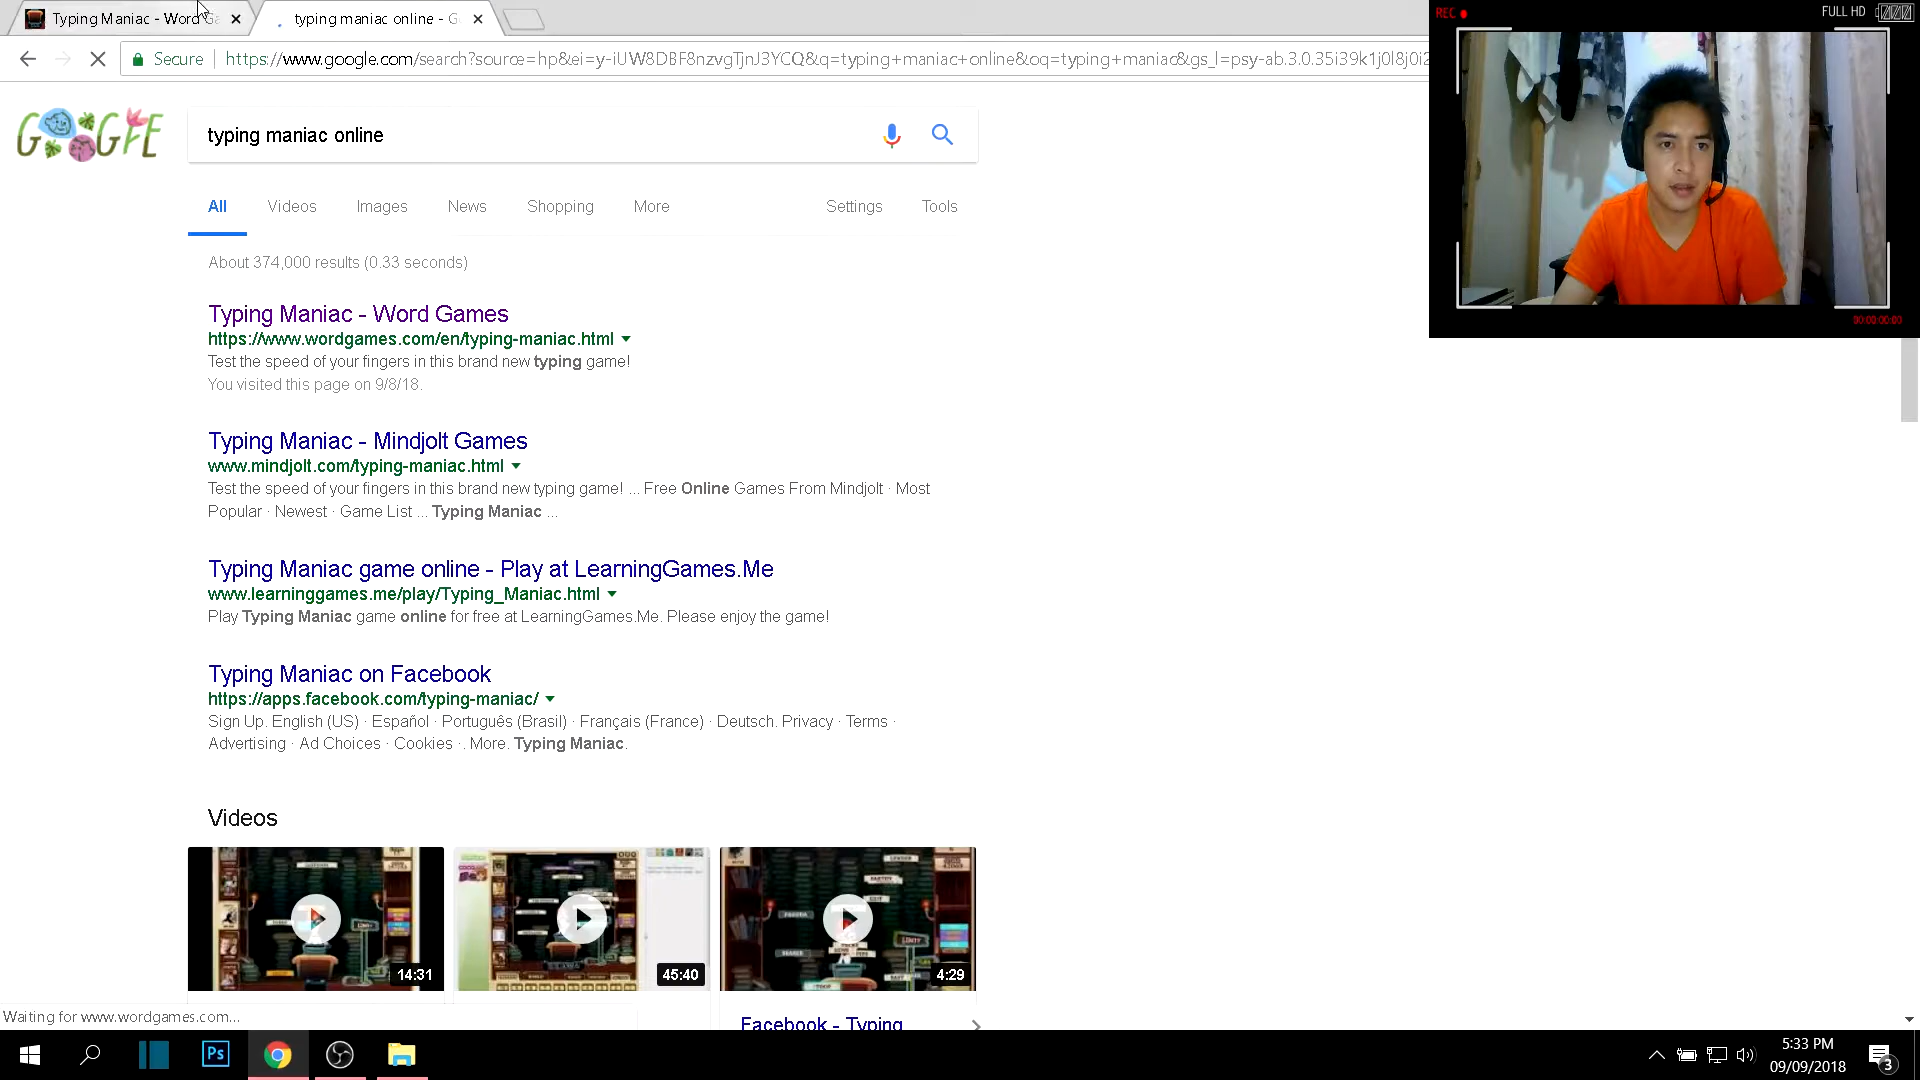 Typing Maniac - Word Ga
typing maniac online - G
REC
FULL HD
Secure
https://www.google.com/search?source=hp&ei=y-iUW8DBF8nzvgTjnJ3YCQ&q=typing+maniac+online&oq=typing+maniac&gs_l=psy-ab.3.0.35i39k1j0l8j0i2
GOOGLE
typing maniac online
All Videos Images News Shopping More Settings Tools
About 374,000 results (0.33 seconds)
00:00:00:00
Typing Maniac - Word Games
https://www.wordgames.com/en/typing-maniac.html
Test the speed of your fingers in this brand new typing game!
You visited this page on 9/8/18.
Typing Maniac - Mindjolt Games
www.mindjolt.com/typing-maniac.html
Test the speed of your fingers in this brand new typing game! ... Free Online Games From Mindjolt · Most
Popular · Newest · Game List ... Typing Maniac ...
Typing Maniac game online - Play at LearningGames.Me
www.learninggames.me/play/Typing_Maniac.html
Play Typing Maniac game online for free at LearningGames.Me. Please enjoy the game!
Typing Maniac on Facebook
https://apps.facebook.com/typing-maniac/
Sign Up. English (US) · Español · Português (Brasil) · Français (France) · Deutsch. Privacy · Terms ·
Advertising · Ad Choices · Cookies · . More. Typing Maniac.
Videos
14:31
45:40
4:29
Facebook - Typing
Waiting for www.wordgames.com...
Ps
5:33 PM
09/09/2018
3